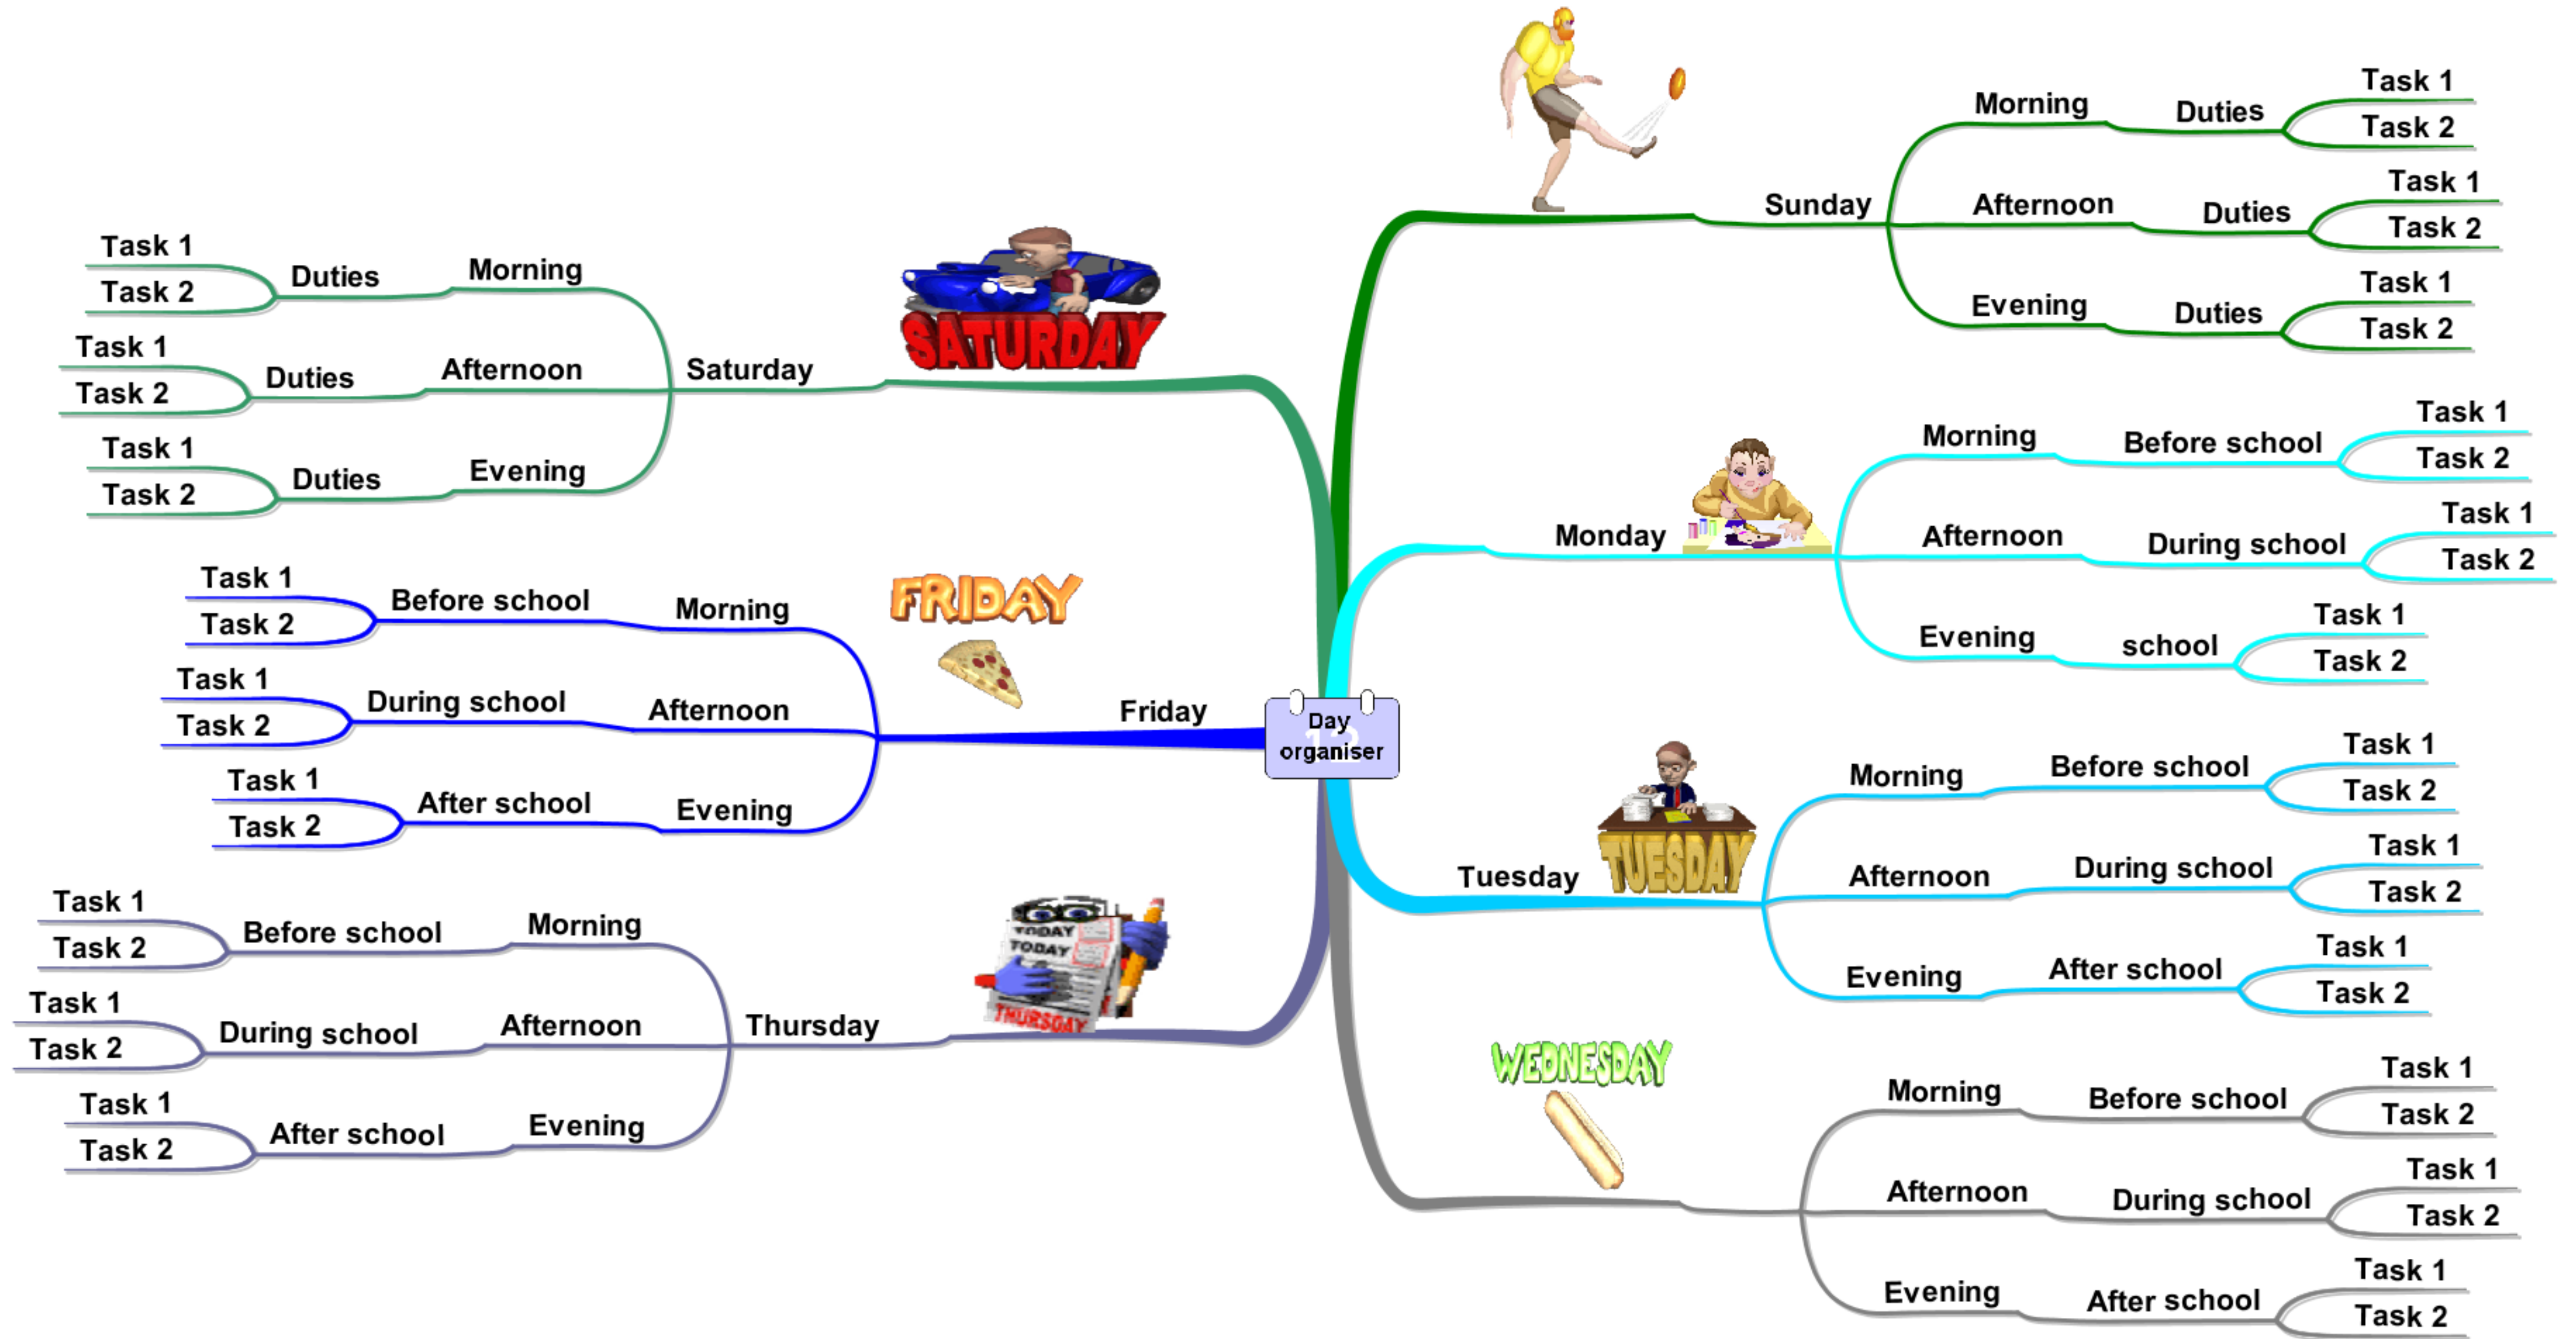 Day
organiser
Sunday
Morning
Duties
Task 1
Task 2
Afternoon
Duties
Task 1
Task 2
Evening
Duties
Task 1
Task 2
Monday
Morning
Before school
Task 1
Task 2
Afternoon
During school
Task 1
Task 2
Evening
school
Task 1
Task 2
Tuesday
TUESDAY
Morning
Before school
Task 1
Task 2
Afternoon
During school
Task 1
Task 2
Evening
After school
Task 1
Task 2
WEDNESDAY
Morning
Before school
Task 1
Task 2
Afternoon
During school
Task 1
Task 2
Evening
After school
Task 1
Task 2
TODAY
TODAY
THURSDAY
Thursday
Morning
Before school
Task 1
Task 2
Afternoon
During school
Task 1
Task 2
Evening
After school
Task 1
Task 2
FRIDAY
Friday
Morning
Before school
Task 1
Task 2
Afternoon
During school
Task 1
Task 2
Evening
After school
Task 1
Task 2
SATURDAY
Saturday
Morning
Duties
Task 1
Task 2
Afternoon
Duties
Task 1
Task 2
Evening
Duties
Task 1
Task 2